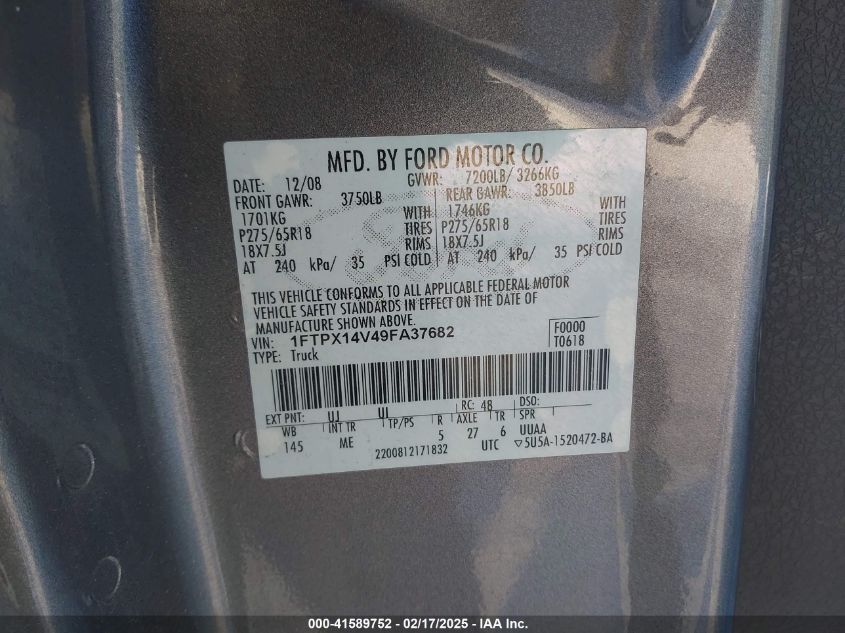 MFD. BY FORD MOTOR CO.
DATE: 12/08 GVWR: 7200LB/ 3266KG
FRONT GAWR: 3750LB REAR GAWR: 3850LB
1701KG WITH 1746KG WITH
P275/65R18 TIRES P275/65R18 TIRES
18X7.5J RIMS 18X7.5J RIMS
AT 240 kPa/ 35 PSI COLD AT 240 kPa/ 35 PSI COLD
THIS VEHICLE CONFORMS TO ALL APPLICABLE FEDERAL MOTOR
VEHICLE SAFETY STANDARDS IN EFFECT ON THE DATE OF
MANUFACTURE SHOWN ABOVE.
VIN: 1FTPX14V49FA37682 F0000
TYPE: Truck T0618
EXT PNT: UJ UI RC: 48 DSO:
WB INT TR TP/PS R AXLE TR SPR
145 ME 5 27 6 UUAA
2200812171832 UTC ▽5U5A-1520472-BA
000-41589752 - 02/17/2025 - IAA Inc.